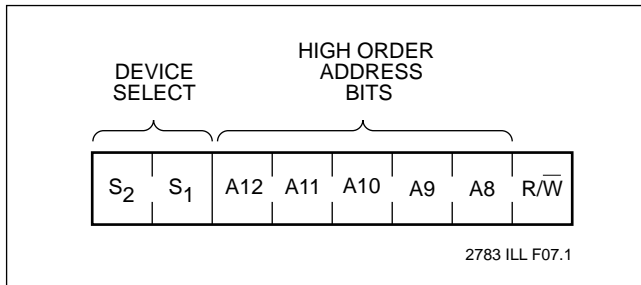 DEVICE
SELECT
HIGH ORDER
ADDRESS
BITS
S₂ S₁ A12 A11 A10 A9 A8 R/W̅
2783 ILL F07.1